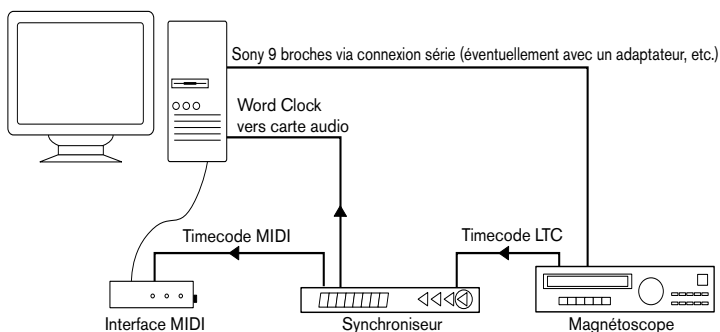 Sony 9 broches via connexion série (éventuellement avec un adaptateur, etc.)
Word Clock
vers carte audio
Timecode MIDI
Timecode LTC
Interface MIDI
Synchroniseur
Magnétoscope